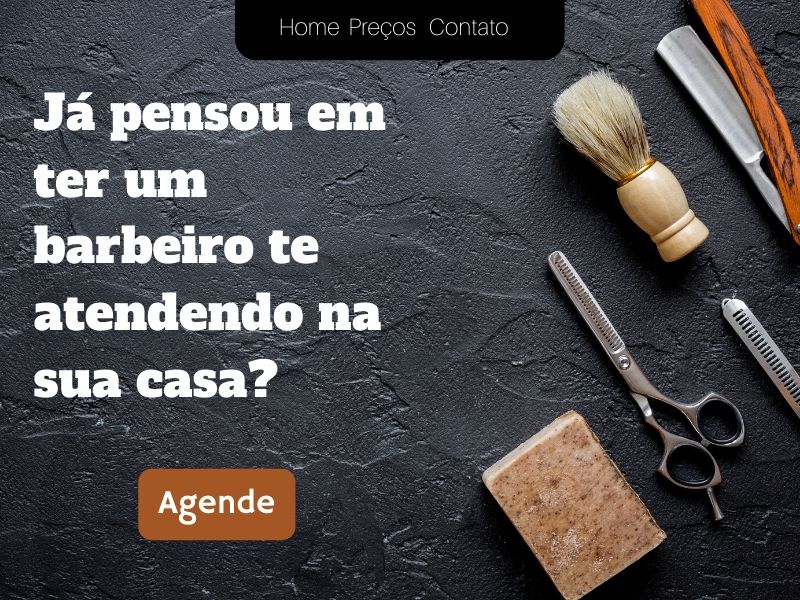 Home Preços Contato
Já pensou em
ter um
barbeiro te
atendendo na
sua casa?
Agende